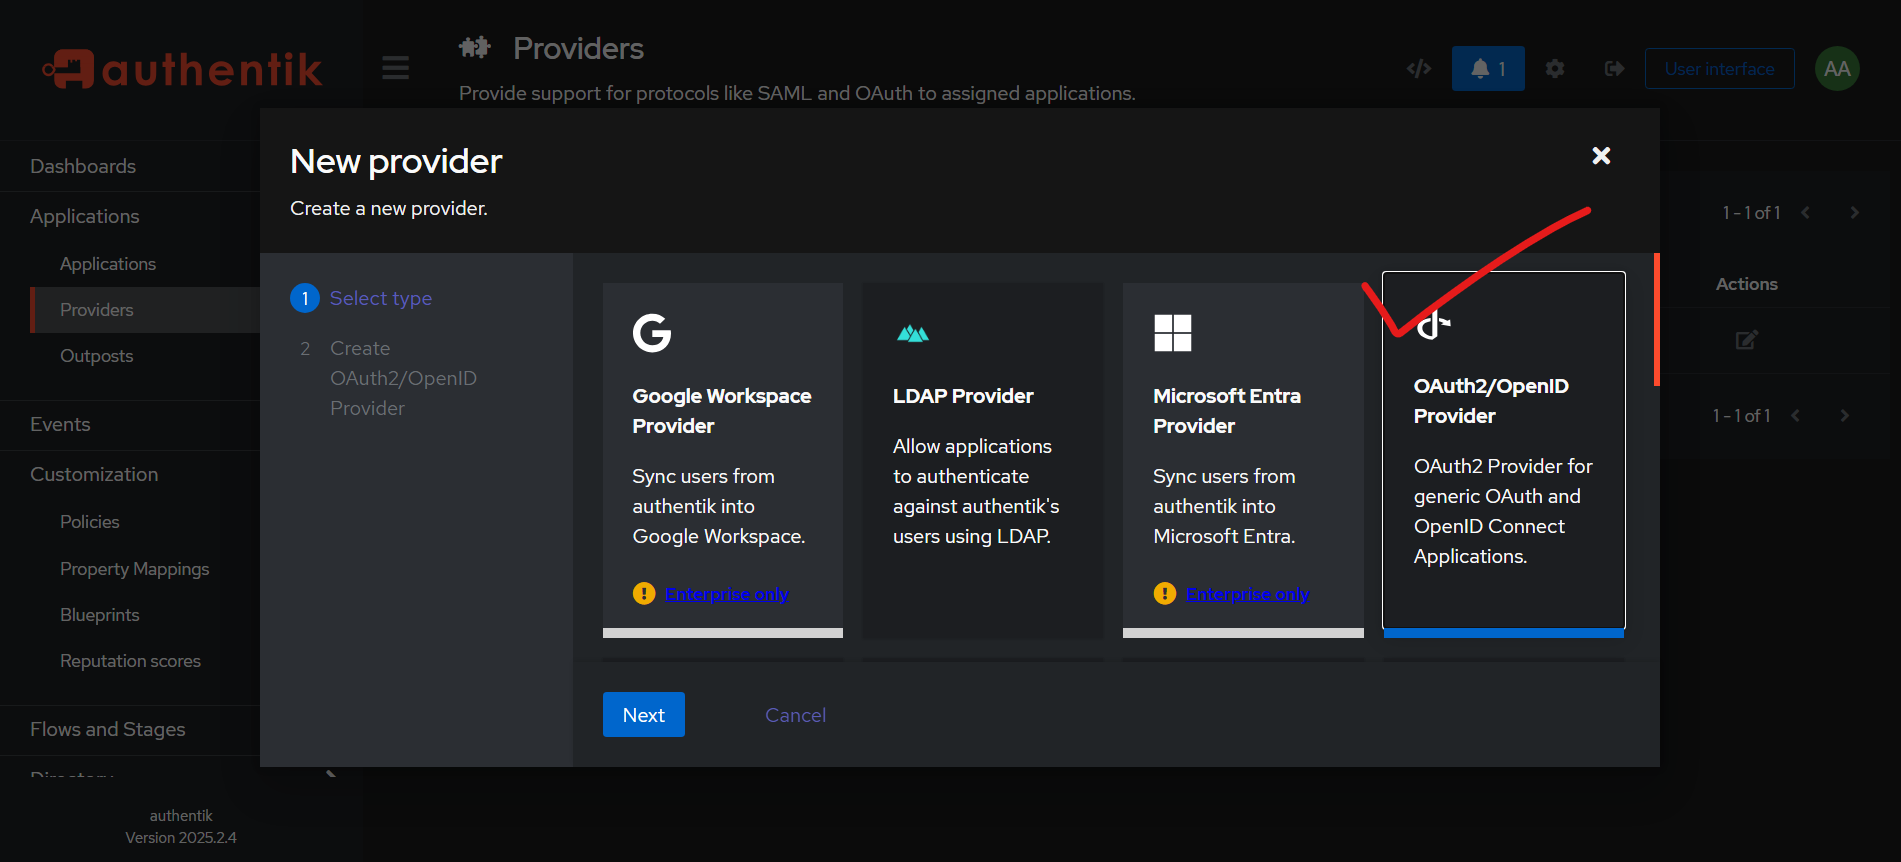 authentik
Providers
Provide support for protocols like SAML and OAuth to assigned applications.
1
User interface
AA
Dashboards
Applications
Applications
Providers
Outposts
Events
Customization
Policies
Property Mappings
Blueprints
Reputation scores
Flows and Stages
Directory
authentik
Version 2025.2.4
New provider
Create a new provider.
1 Select type
2 Create
OAuth2/OpenID
Provider
Google Workspace
Provider
Sync users from
authentik into
Google Workspace.
Enterprise only
LDAP Provider
Allow applications
to authenticate
against authentik's
users using LDAP.
Microsoft Entra
Provider
Sync users from
authentik into
Microsoft Entra.
Enterprise only
OAuth2/OpenID
Provider
OAuth2 Provider for
generic OAuth and
OpenID Connect
Applications.
Next
Cancel
1 - 1 of 1
Actions
1 - 1 of 1